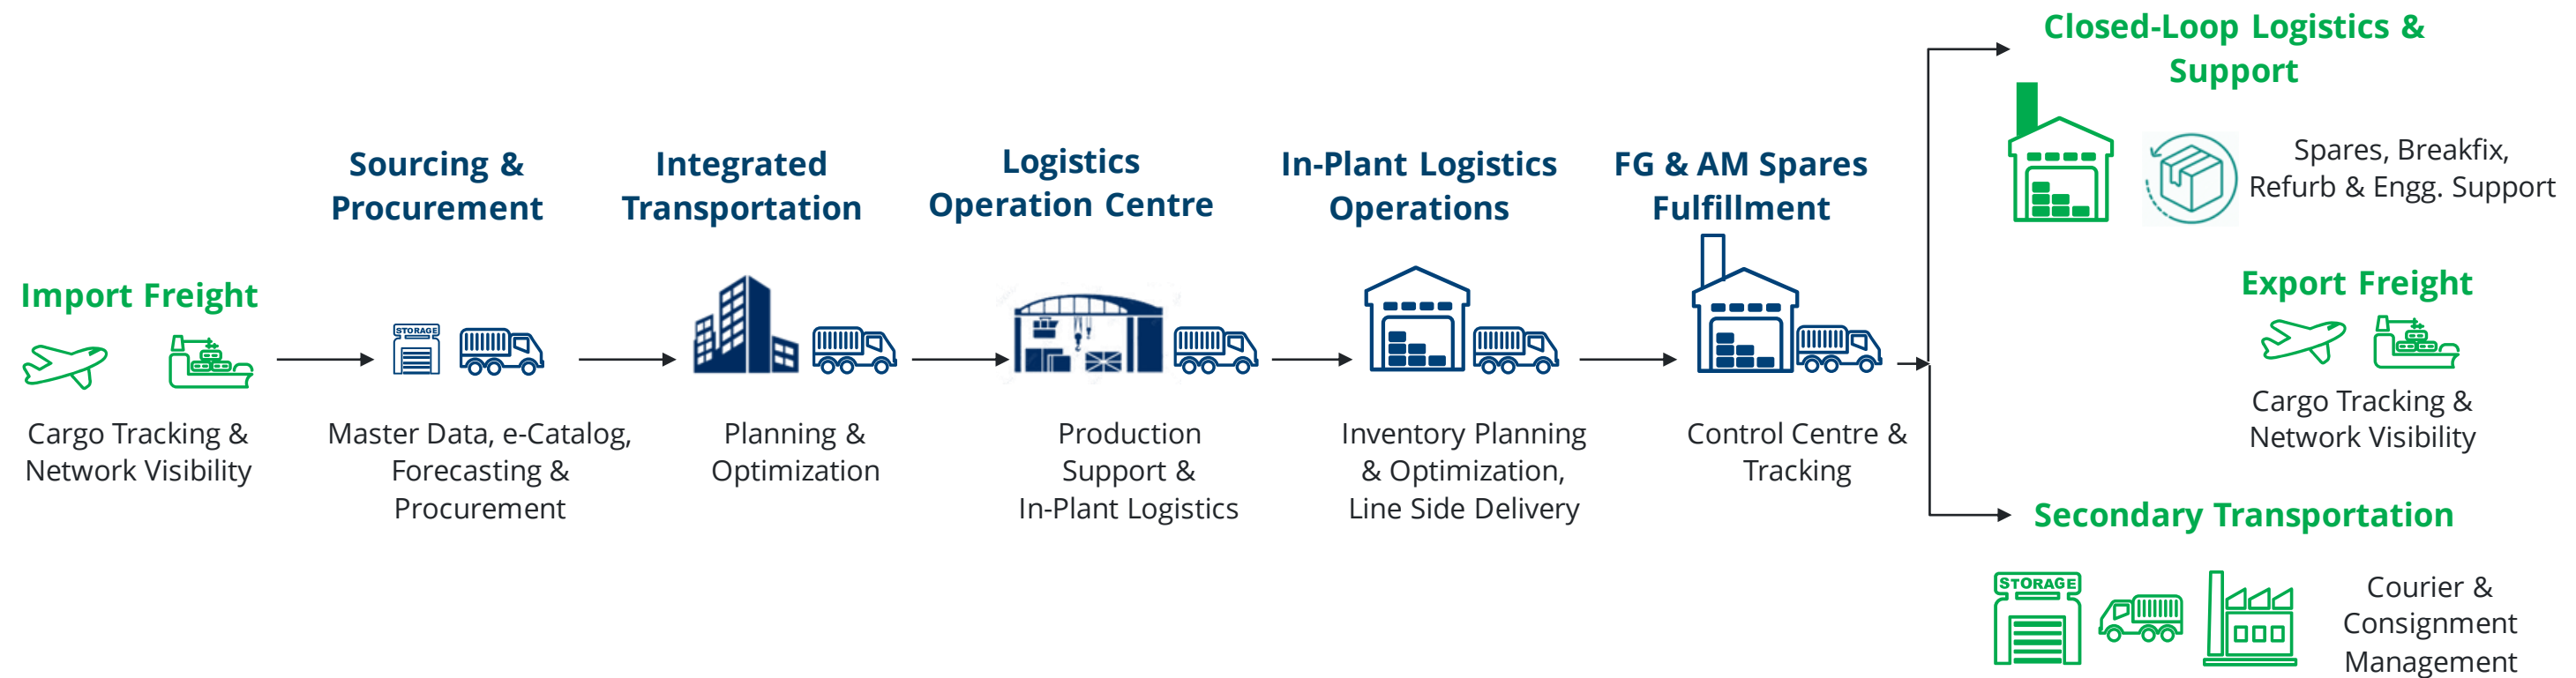 Import Freight
Cargo Tracking &
Network Visibility
Sourcing &
Procurement
STORAGE
Master Data, e-Catalog,
Forecasting &
Procurement
Integrated
Transportation
Planning &
Optimization
Logistics
Operation Centre
Production
Support &
In-Plant Logistics
In-Plant Logistics
Operations
Inventory Planning
& Optimization,
Line Side Delivery
FG & AM Spares
Fulfillment
Control Centre &
Tracking
Closed-Loop Logistics &
Support
Spares, Breakfix,
Refurb & Engg. Support
Export Freight
Cargo Tracking &
Network Visibility
Secondary Transportation
STORAGE
Courier &
Consignment
Management